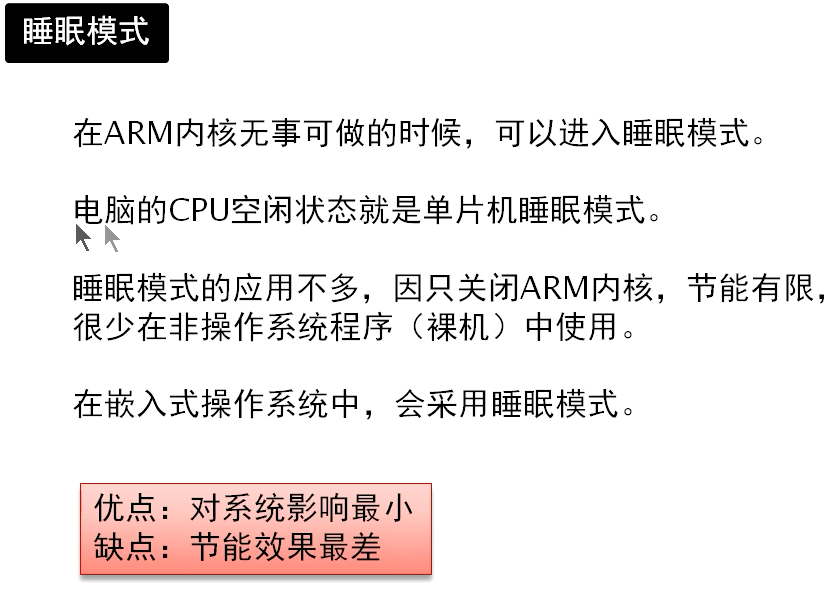 睡眠模式
在ARM内核无事可做的时候，可以进入睡眠模式。
电脑的CPU空闲状态就是单片机睡眠模式。
睡眠模式的应用不多，因只关闭ARM内核，节能有限，
很少在非操作系统程序（裸机）中使用。
在嵌入式操作系统中，会采用睡眠模式。
优点：对系统影响最小
缺点：节能效果最差